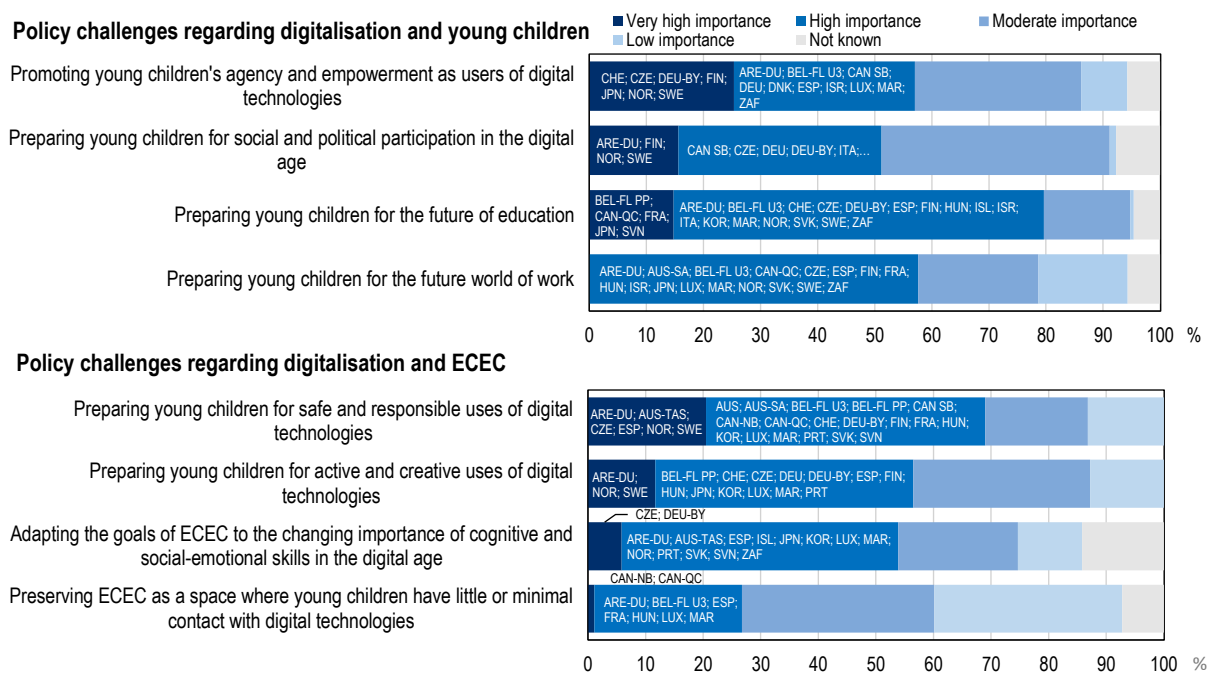 Policy challenges regarding digitalisation and young children
Very high importance
High importance
Moderate importance
Low importance
Not known
Promoting young children's agency and empowerment as users of digital
technologies
CHE; CZE; DEU-BY; FIN;
JPN; NOR; SWE
ARE-DU; BEL-FL U3; CAN SB;
DEU; DNK; ESP; ISR; LUX; MAR;
ZAF
Preparing young children for social and political participation in the digital
age
ARE-DU; FIN;
NOR; SWE
CAN SB; CZE; DEU; DEU-BY; ITA;...
Preparing young children for the future of education
BEL-FL PP;
CAN-QC; FRA;
JPN; SVN
ARE-DU; BEL-FL U3; CHE; CZE; DEU-BY; ESP; FIN; HUN; ISL; ISR;
ITA; KOR; MAR; NOR; SVK; SWE; ZAF
Preparing young children for the future world of work
ARE-DU; AUS-SA; BEL-FL U3; CAN-QC; CZE; ESP; FIN; FRA;
HUN; ISR; JPN; LUX; MAR; NOR; SVK; SWE; ZAF
0 10 20 30 40 50 60 70 80 90 100 %
Policy challenges regarding digitalisation and ECEC
Preparing young children for safe and responsible uses of digital
technologies
ARE-DU; AUS-TAS;
CZE; ESP; NOR; SWE
AUS; AUS-SA; BEL-FL U3; BEL-FL PP; CAN SB;
CAN-NB; CAN-QC; CHE; DEU-BY; FIN; FRA; HUN;
KOR; LUX; MAR; PRT; SVK; SVN
Preparing young children for active and creative uses of digital
technologies
ARE-DU;
NOR; SWE
BEL-FL PP; CHE; CZE; DEU; DEU-BY; ESP; FIN;
HUN; JPN; KOR; LUX; MAR; PRT
CZE; DEU-BY
Adapting the goals of ECEC to the changing importance of cognitive and
social-emotional skills in the digital age
ARE-DU; AUS-TAS; ESP; ISL; JPN; KOR; LUX; MAR;
NOR; PRT; SVK; SVN; ZAF
CAN-NB; CAN-QC
Preserving ECEC as a space where young children have little or minimal
contact with digital technologies
ARE-DU; BEL-FL U3; ESP;
FRA; HUN; LUX; MAR
0 10 20 30 40 50 60 70 80 90 100 %